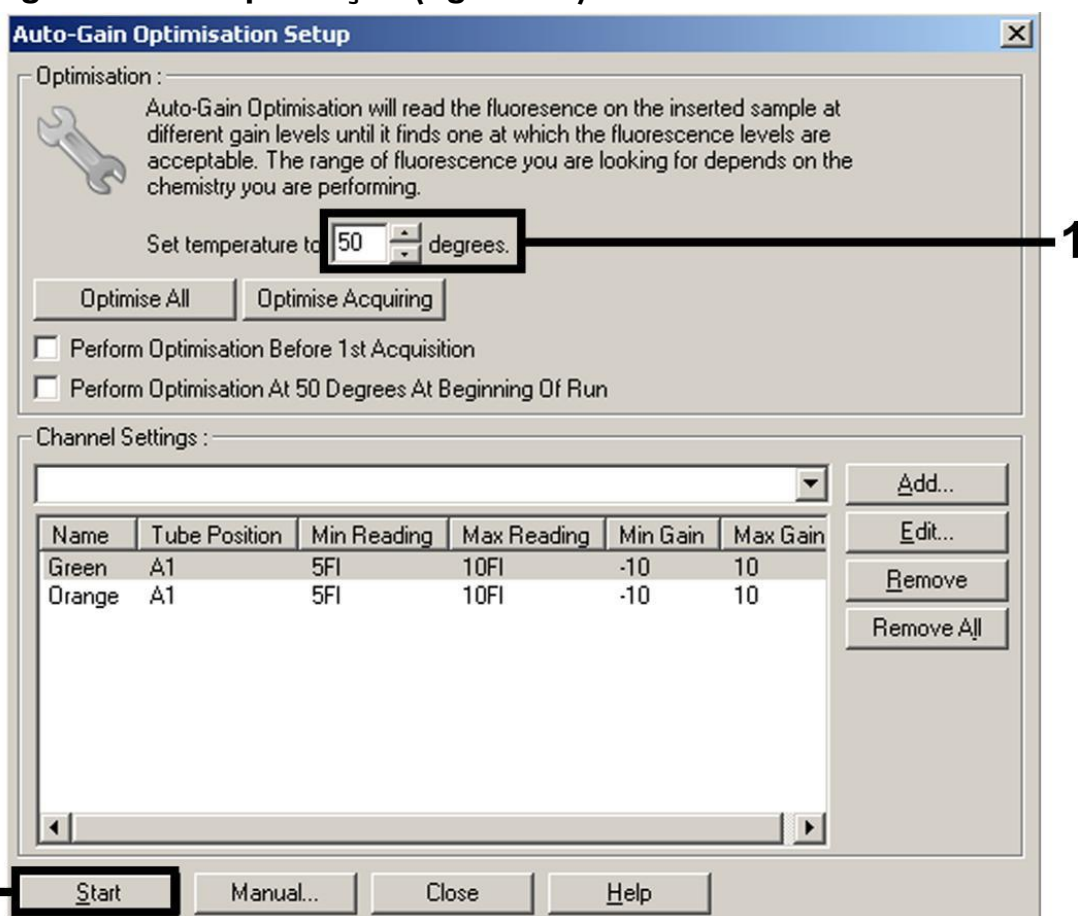 Auto-Gain Optimisation Setup
Optimisation :
Auto-Gain Optimisation will read the fluoresence on the inserted sample at
different gain levels until it finds one at which the fluorescence levels are
acceptable. The range of fluorescence you are looking for depends on the
chemistry you are performing.
Set temperature to 50 degrees.
1
Optimise All Optimise Acquiring
Perform Optimisation Before 1st Acquisition
Perform Optimisation At 50 Degrees At Beginning Of Run
Channel Settings :
Add...
Name Tube Position Min Reading Max Reading Min Gain Max Gain
Edit...
Green A1 5Fl 10Fl -10 10
Remove
Orange A1 5Fl 10Fl -10 10
Remove All
Start Manual... Close Help